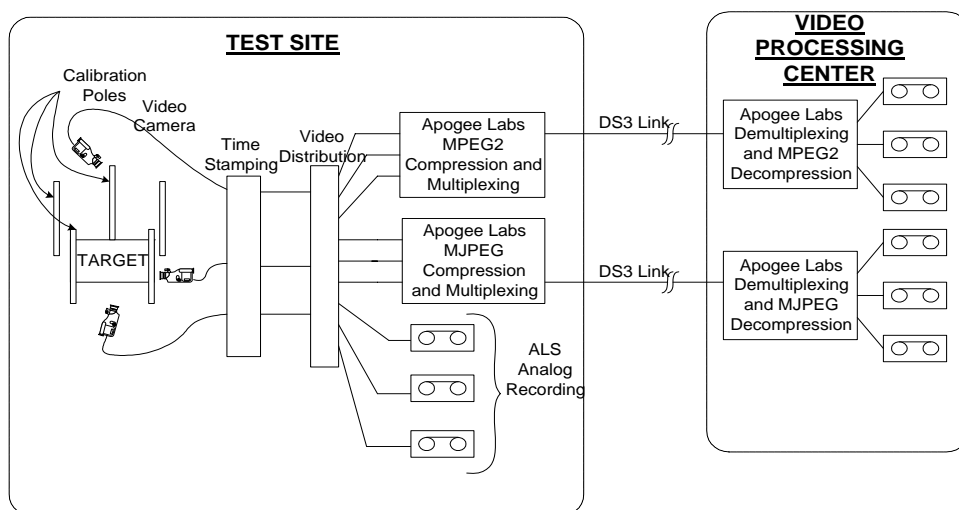 TEST SITE
Calibration
Poles
Video
Camera
Time
Stamping
Video
Distribution
TARGET
Apogee Labs
MPEG2
Compression and
Multiplexing
Apogee Labs
MJPEG
Compression
and Multiplexing
ALS
Analog
Recording
DS3 Link
DS3 Link
VIDEO
PROCESSING
CENTER
Apogee Labs
Demultiplexing
and MPEG2
Decompression
Apogee Labs
Demultiplexing
and MJPEG
Decompression